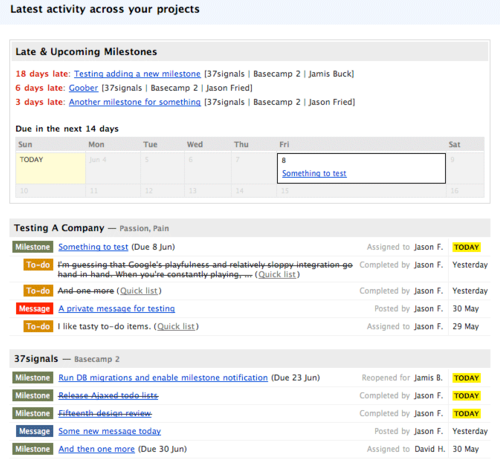 Latest activity across your projects
Late & Upcoming Milestones
18 days late: Testing adding a new milestone [37signals | Basecamp 2 | Jamis Buck]
6 days late: Goober [37signals | Basecamp 2 | Jason Fried]
3 days late: Another milestone for something [37signals | Basecamp 2 | Jason Fried]
Due in the next 14 days
Sun Mon Tue Wed Thu Fri Sat
TODAY Jun 4 5 6 7 8 9
Something to test
10 11 12 13 14 15 16
Testing A Company — Passion, Pain
Milestone Something to test (Due 8 Jun) Assigned to Jason F. TODAY
To-do I'm guessing that Google's playfulness and relatively sloppy integration go Completed by Jason F. Yesterday
hand in hand. When you're constantly playing, ... (Quick list)
To-do And one more (Quick list) Completed by Jason F. Yesterday
Message A private message for testing Posted by Jason F. 30 May
To-do I like tasty to-do items. (Quick list) Assigned to Jason F. 29 May
37signals — Basecamp 2
Milestone Run DB migrations and enable milestone notification (Due 23 Jun) Reopened for Jamis B. TODAY
Milestone Release Ajaxed todo lists Completed by Jason F. TODAY
Milestone Fifteenth design review Completed by Jason F. TODAY
Message Some new message today Posted by Jason F. Yesterday
Milestone And then one more (Due 30 Jun) Assigned to David H. 30 May